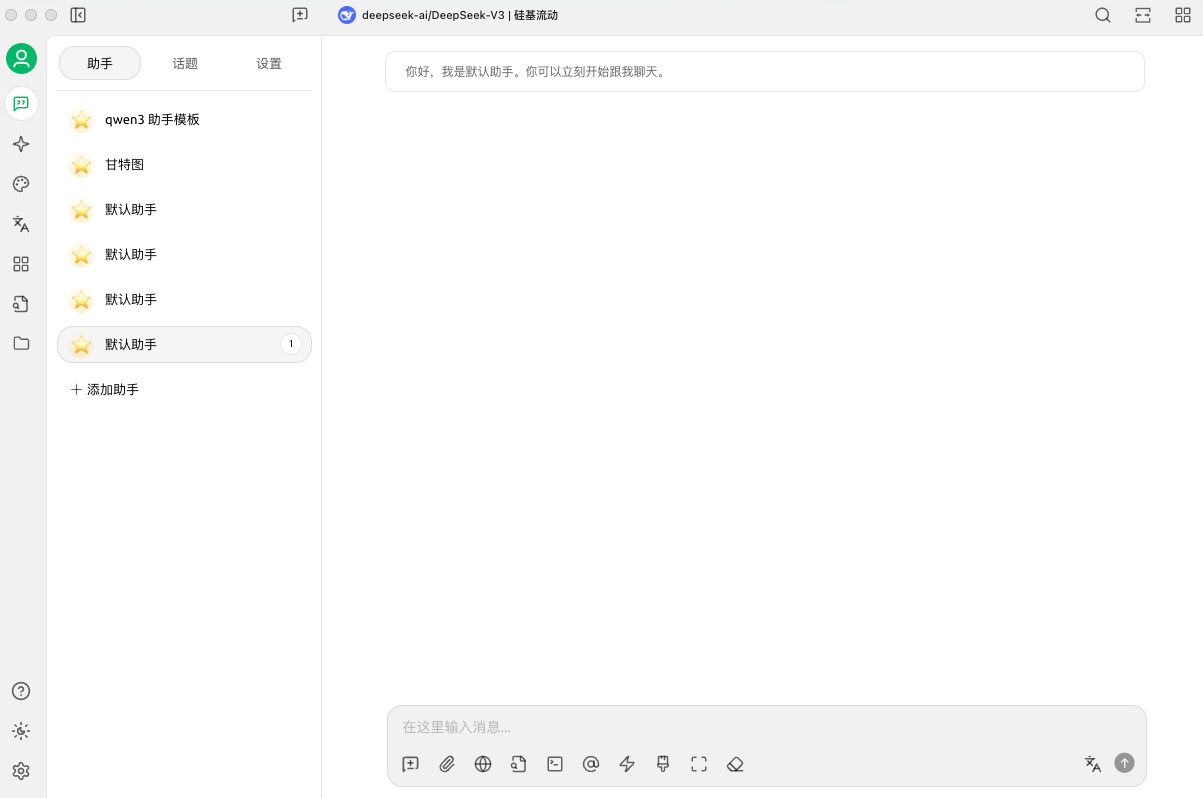 deepseek-ai/DeepSeek-V3 | 硅基流动
助手
话题
设置
qwen3 助手模板
甘特图
默认助手
默认助手
默认助手
默认助手
1
添加助手
你好，我是默认助手。你可以立刻开始跟我聊天。
在这里输入消息...